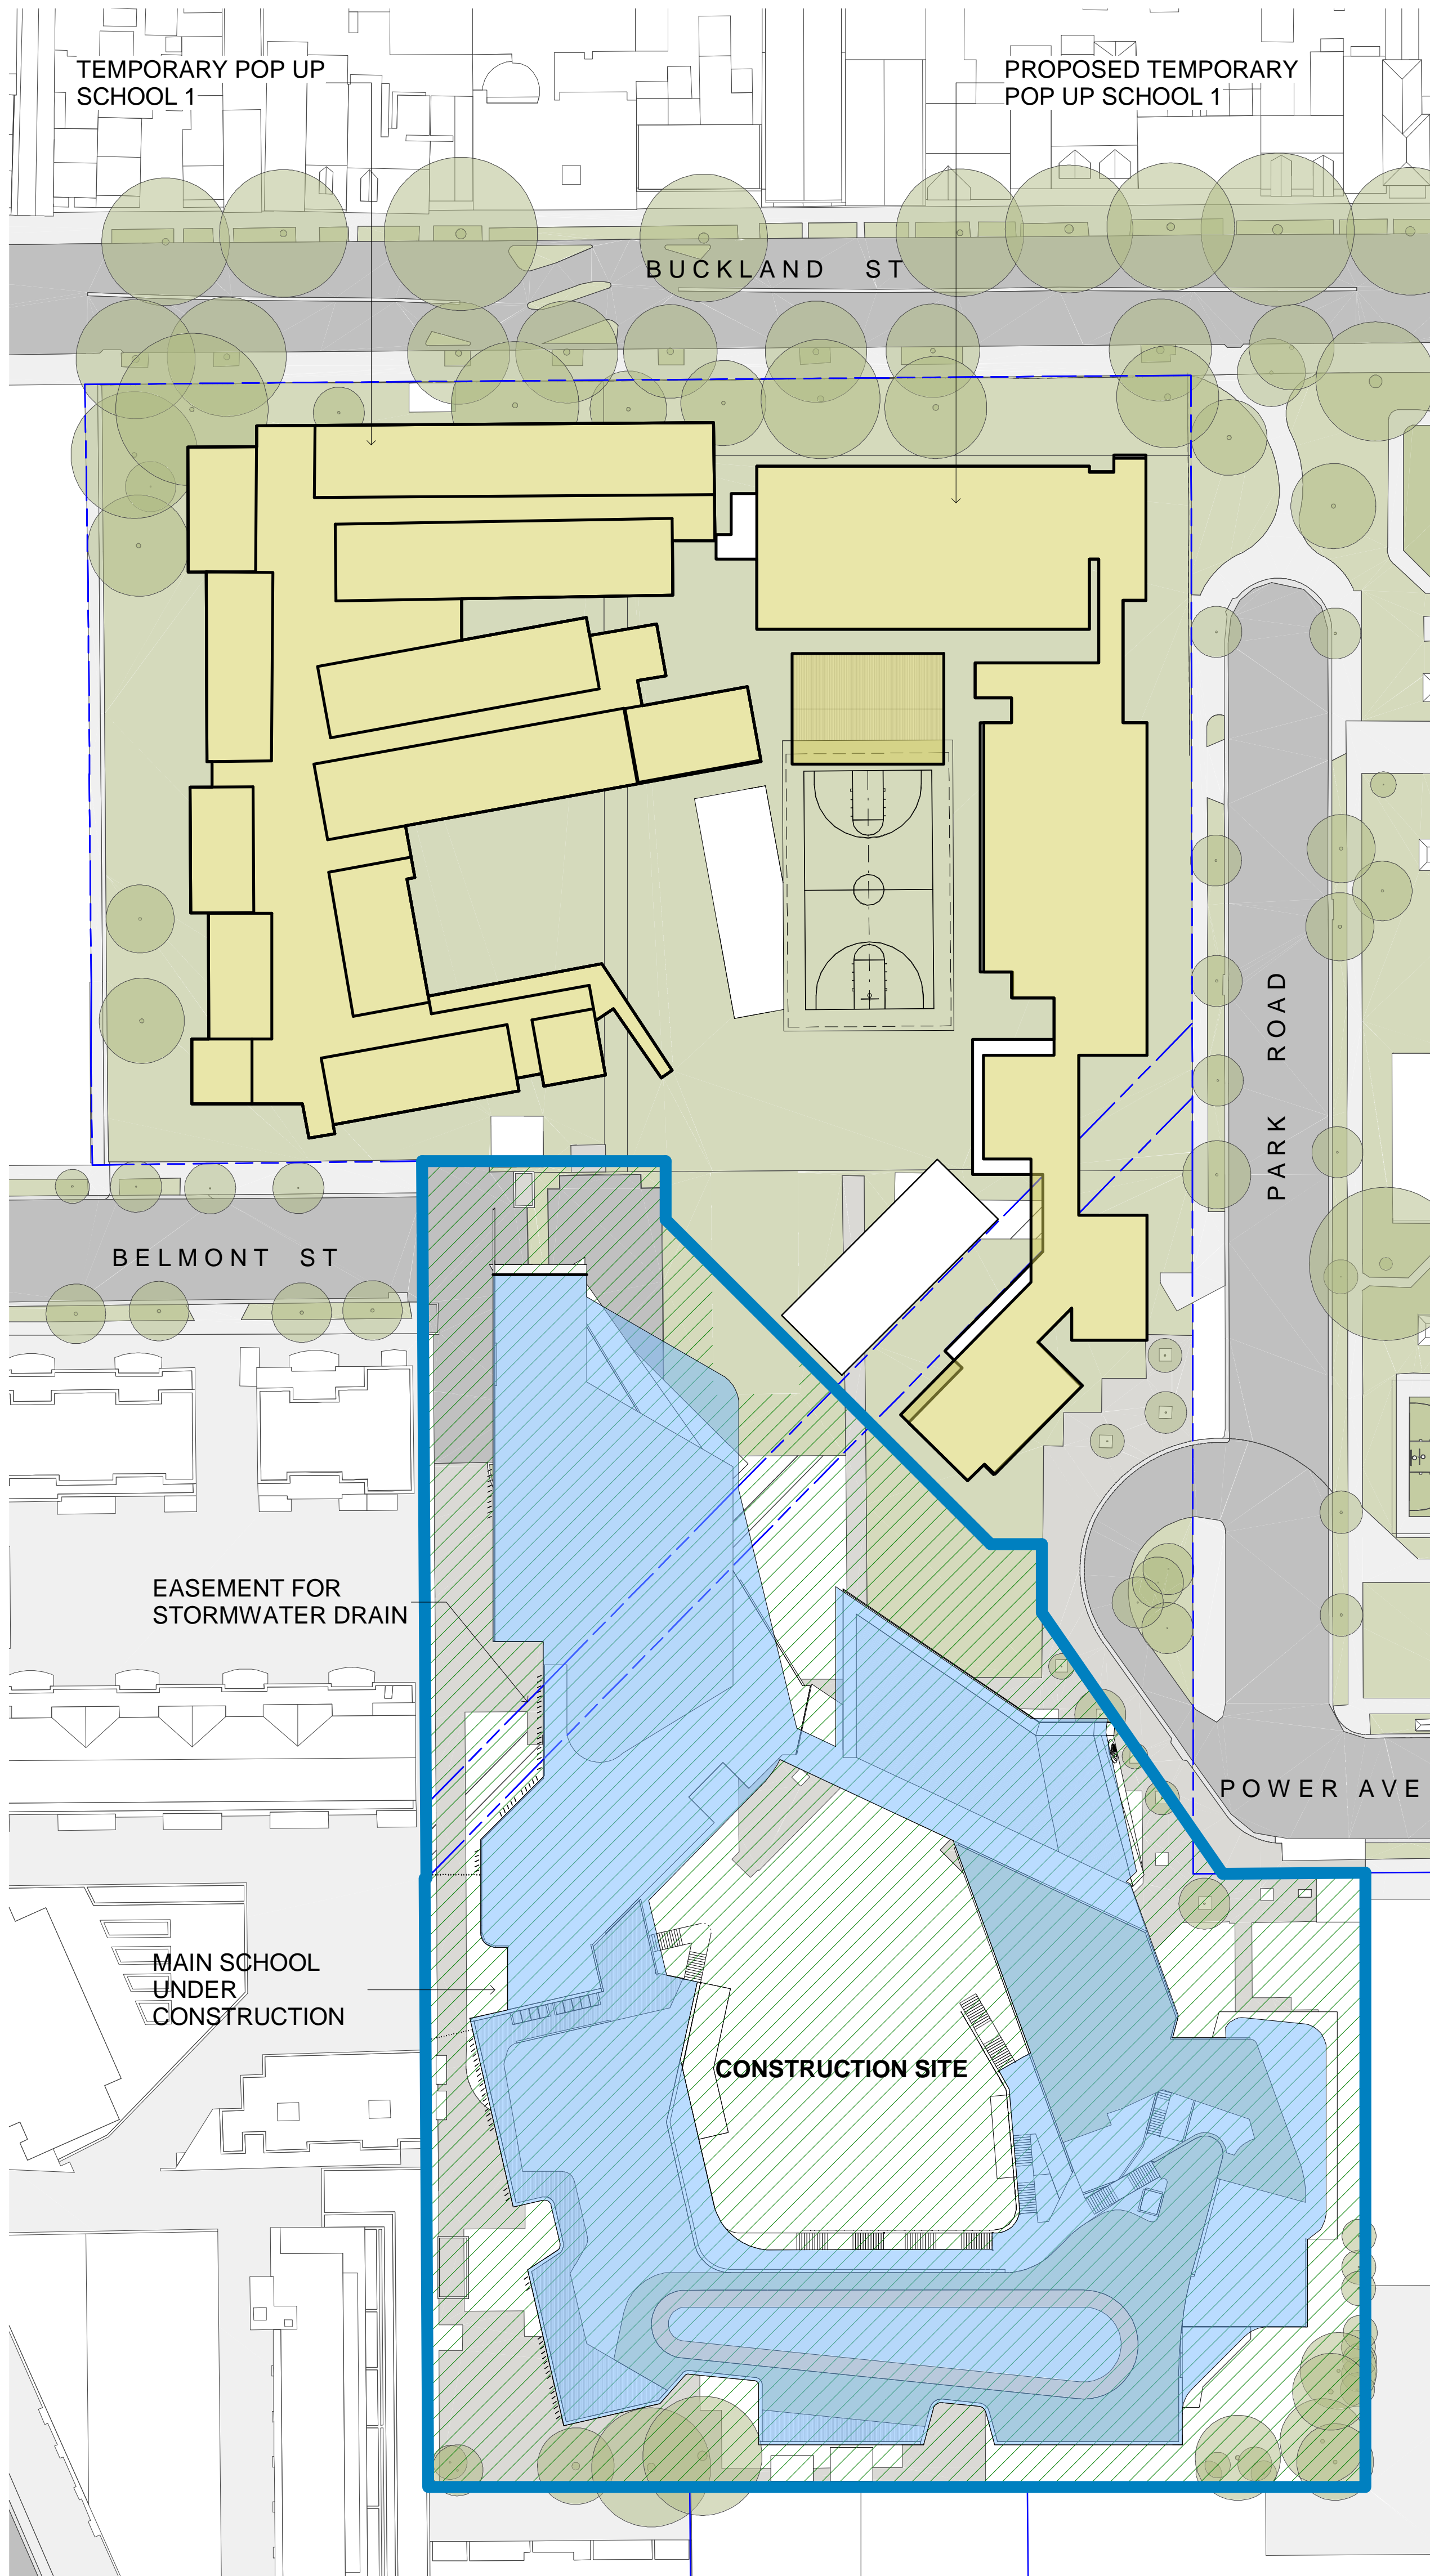 TEMPORARY POP UP
SCHOOL 1
PROPOSED TEMPORARY
POP UP SCHOOL 1
BUCKLAND ST
PARK ROAD
BELMONT ST
EASEMENT FOR
STORMWATER DRAIN
POWER AVE
MAIN SCHOOL
UNDER
CONSTRUCTION
CONSTRUCTION SITE